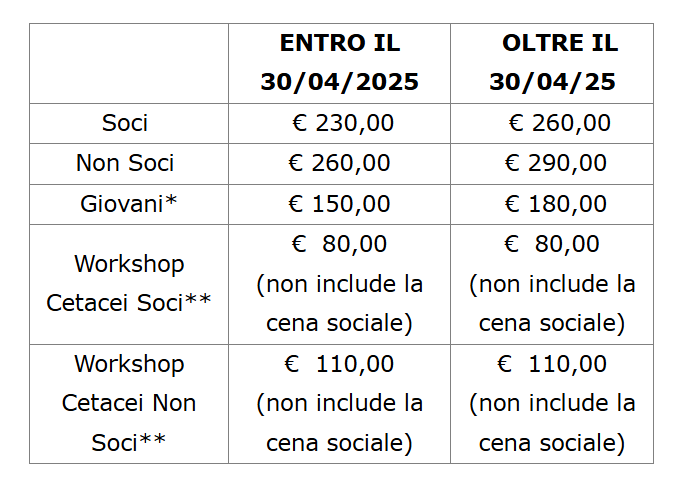 ENTRO IL OLTRE IL
30/04/2025 30/04/25
Soci € 230,00 € 260,00
Non Soci € 260,00 € 290,00
Giovani* € 150,00 € 180,00
Workshop
Cetacei Soci**
€  80,00
(non include la
cena sociale)
€  80,00
(non include la
cena sociale)
Workshop
Cetacei Non
Soci**
€  110,00
(non include la
cena sociale)
€  110,00
(non include la
cena sociale)